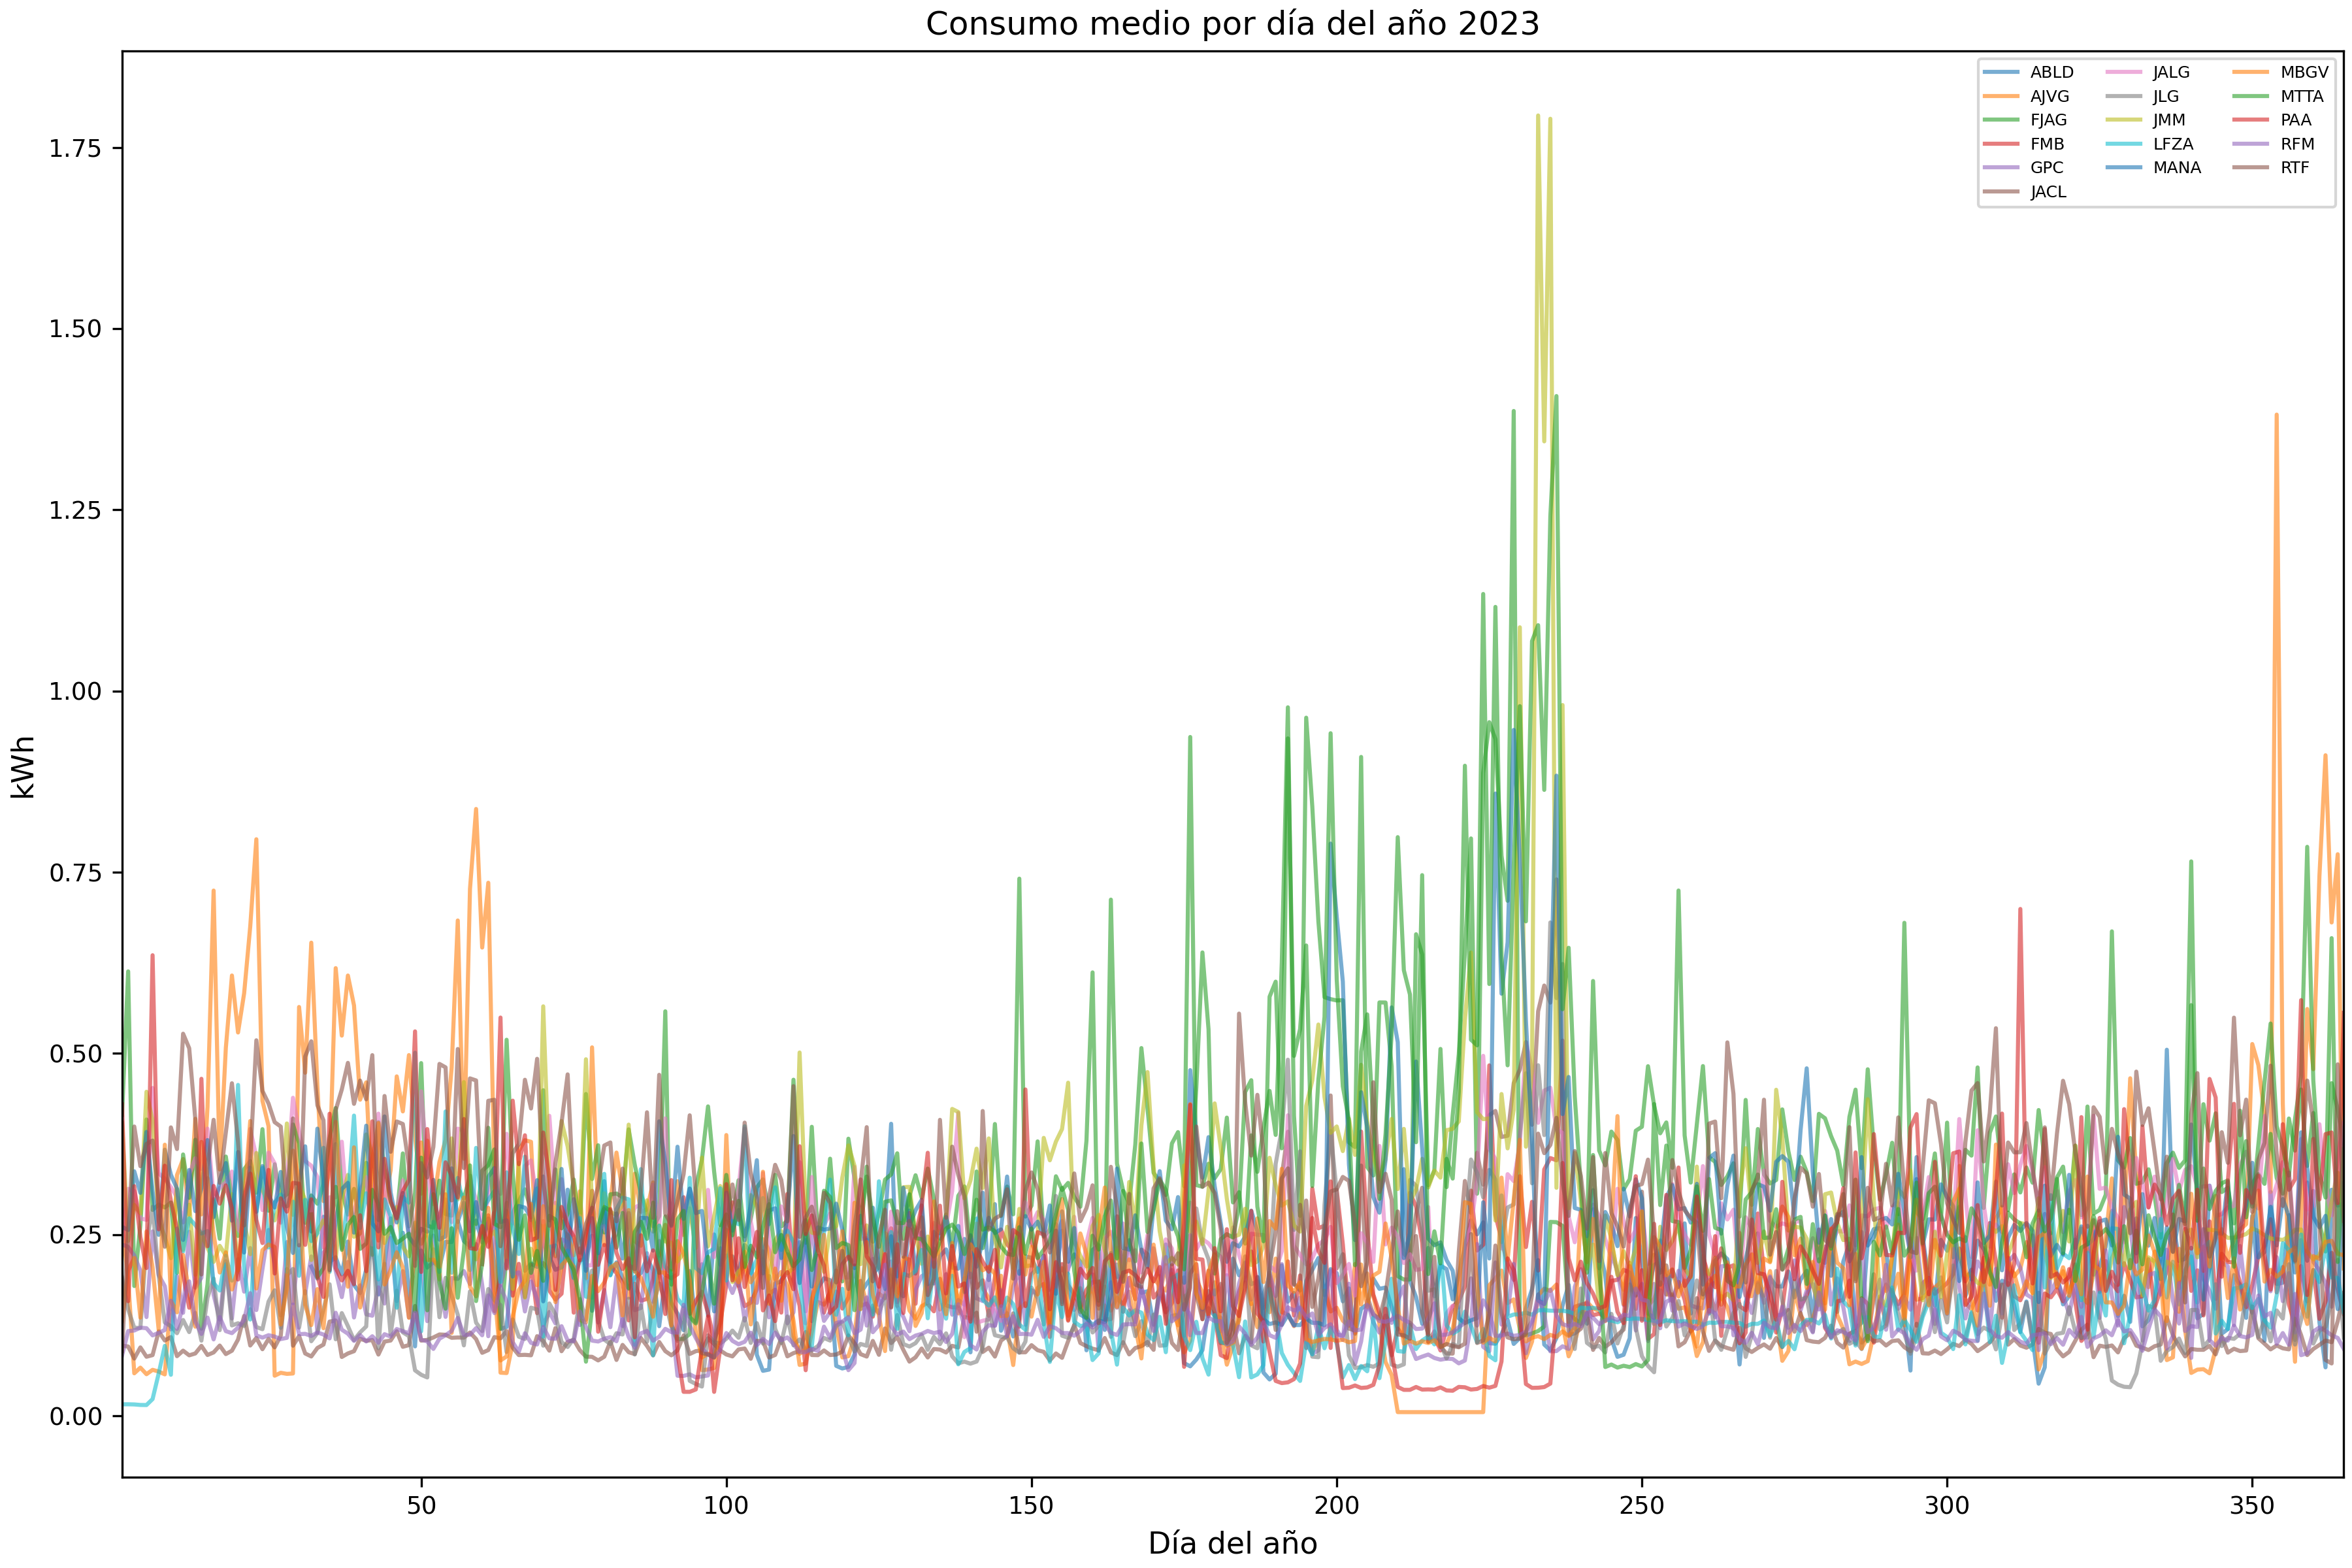 Consumo medio por día del año 2023
ABLD JALG MBGV
AJVG JLG MTTA
FJAG JMM PAA
FMB LFZA RFM
GPC MANA RTF
JACL
1.75
1.50
1.25
1.00
0.75
0.50
0.25
0.00
kWh
50 100 150 200 250 300 350
Día del año